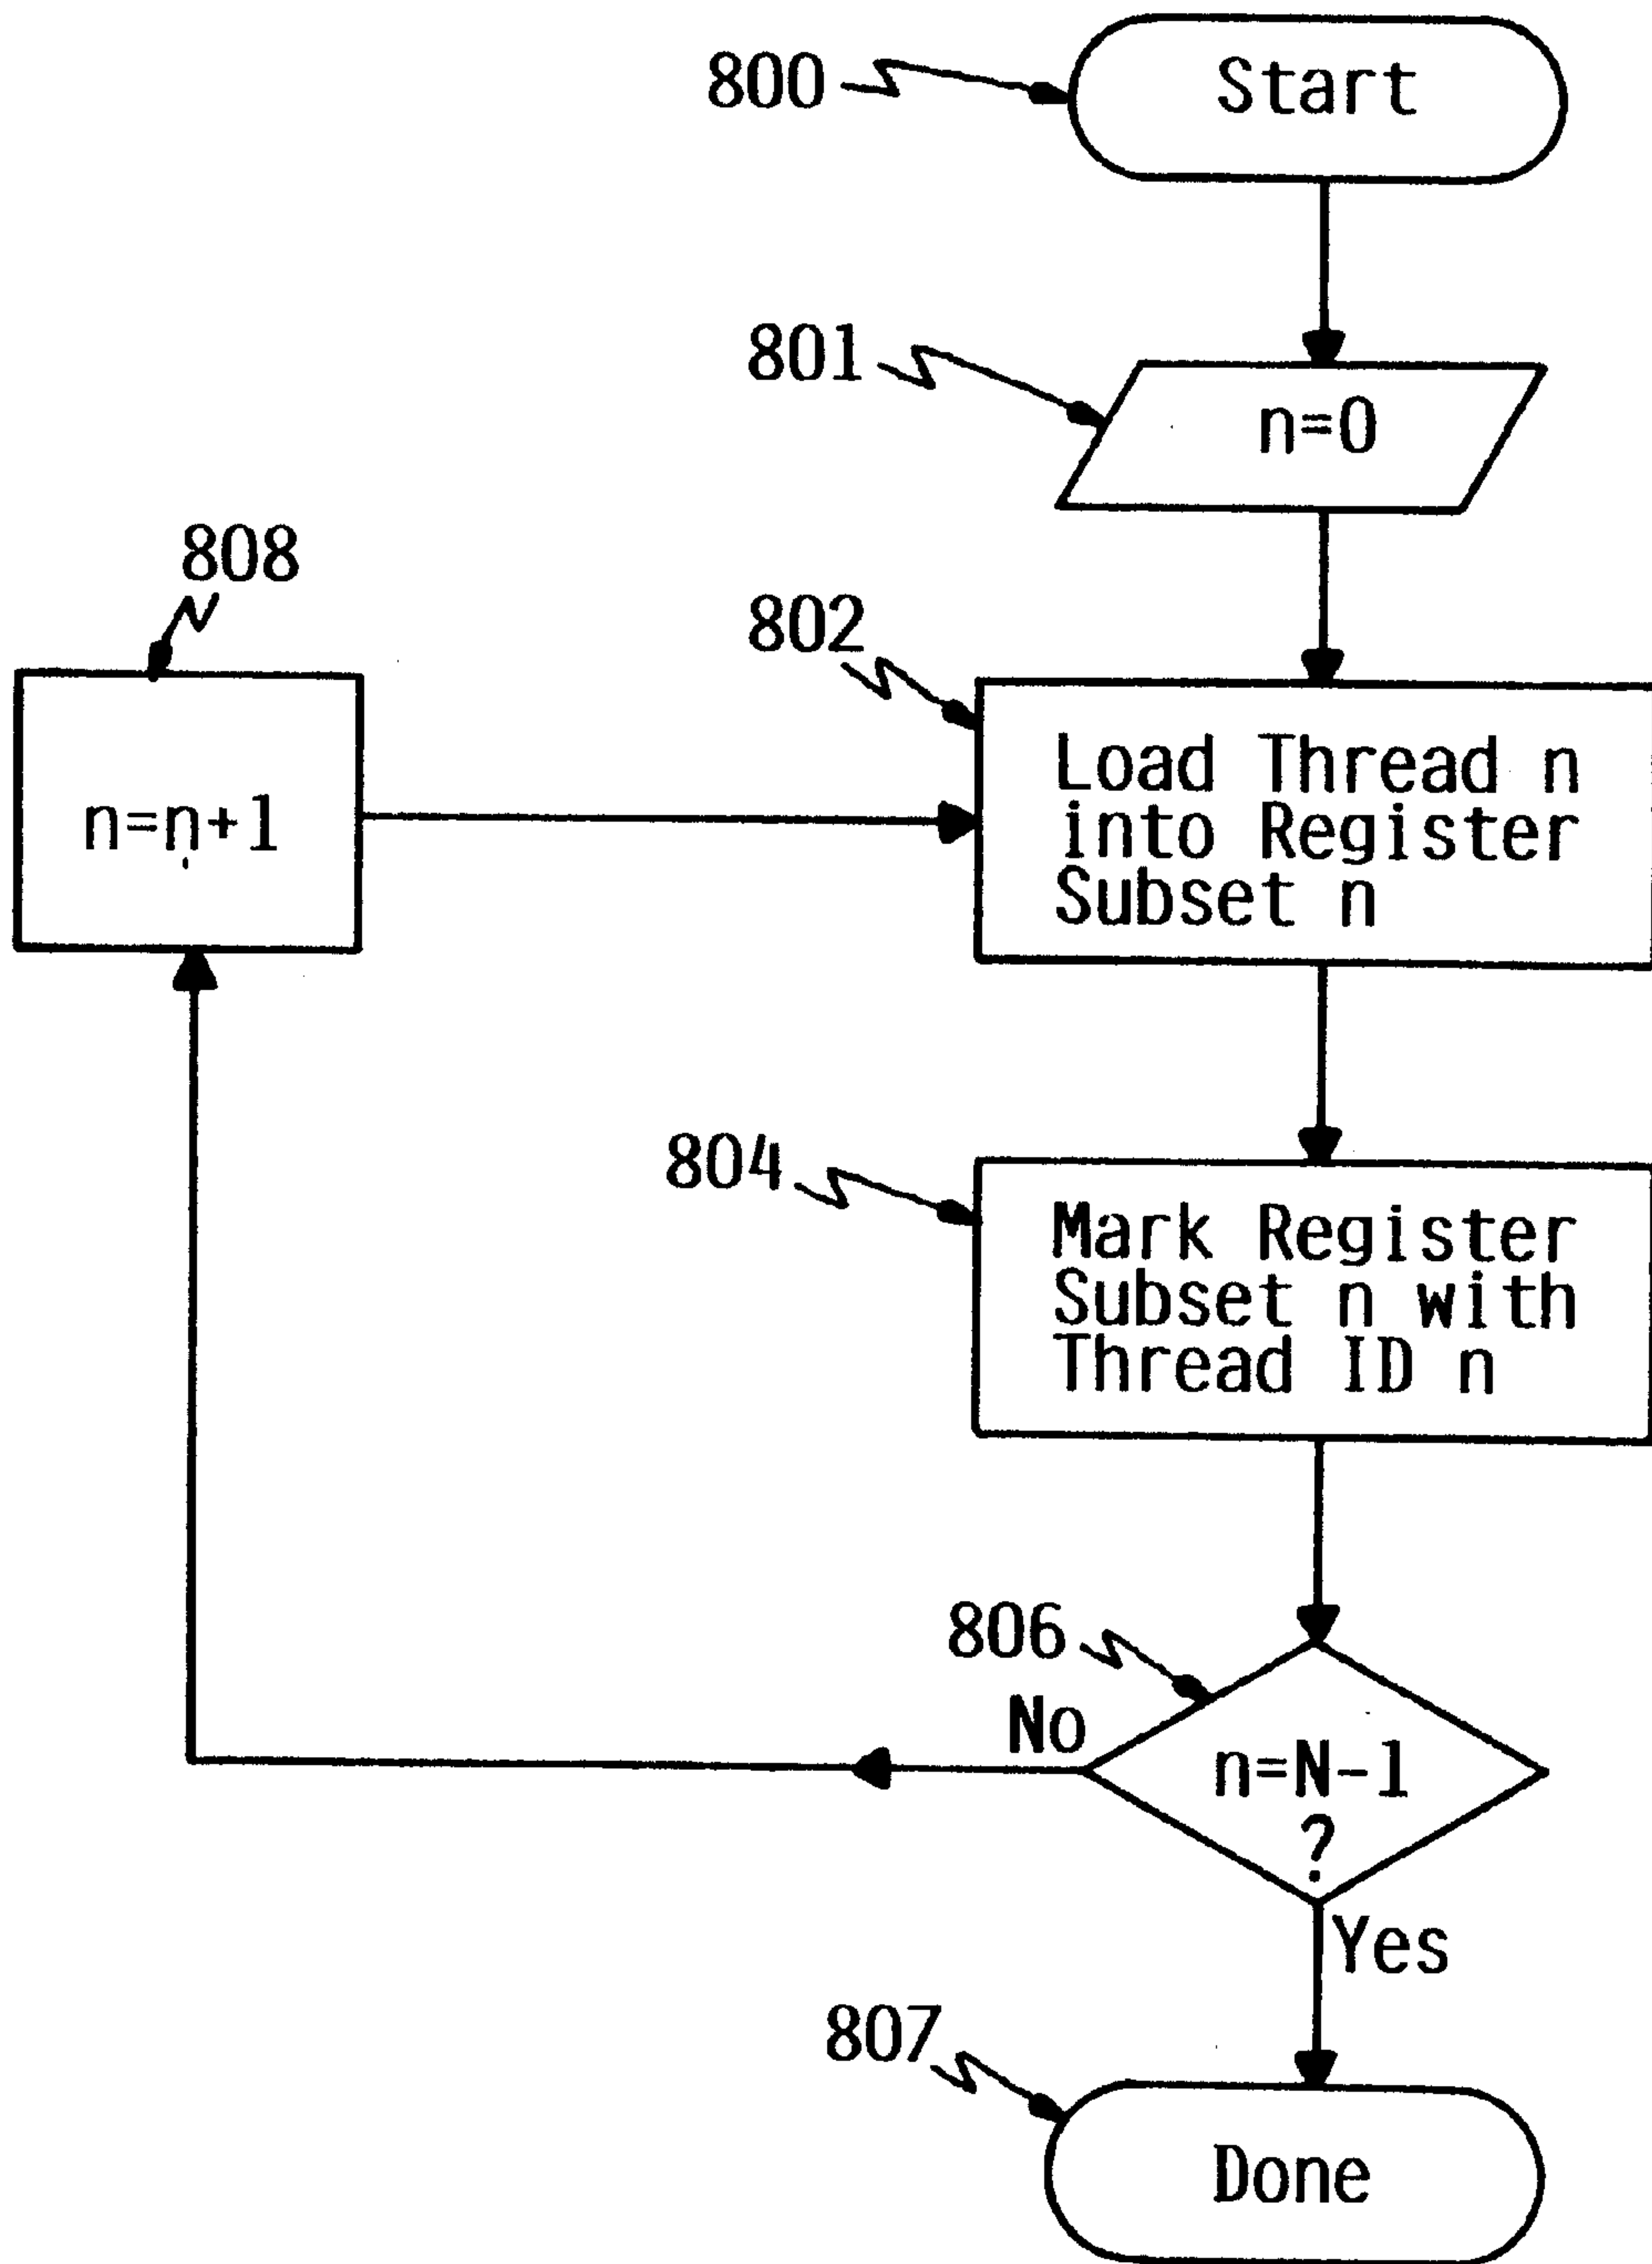 800
Start
801
n=0
808
802
n=n+1
Load Thread n
into Register
Subset n
804
Mark Register
Subset n with
Thread ID n
806
No
n=N-1
?
Yes
807
Done